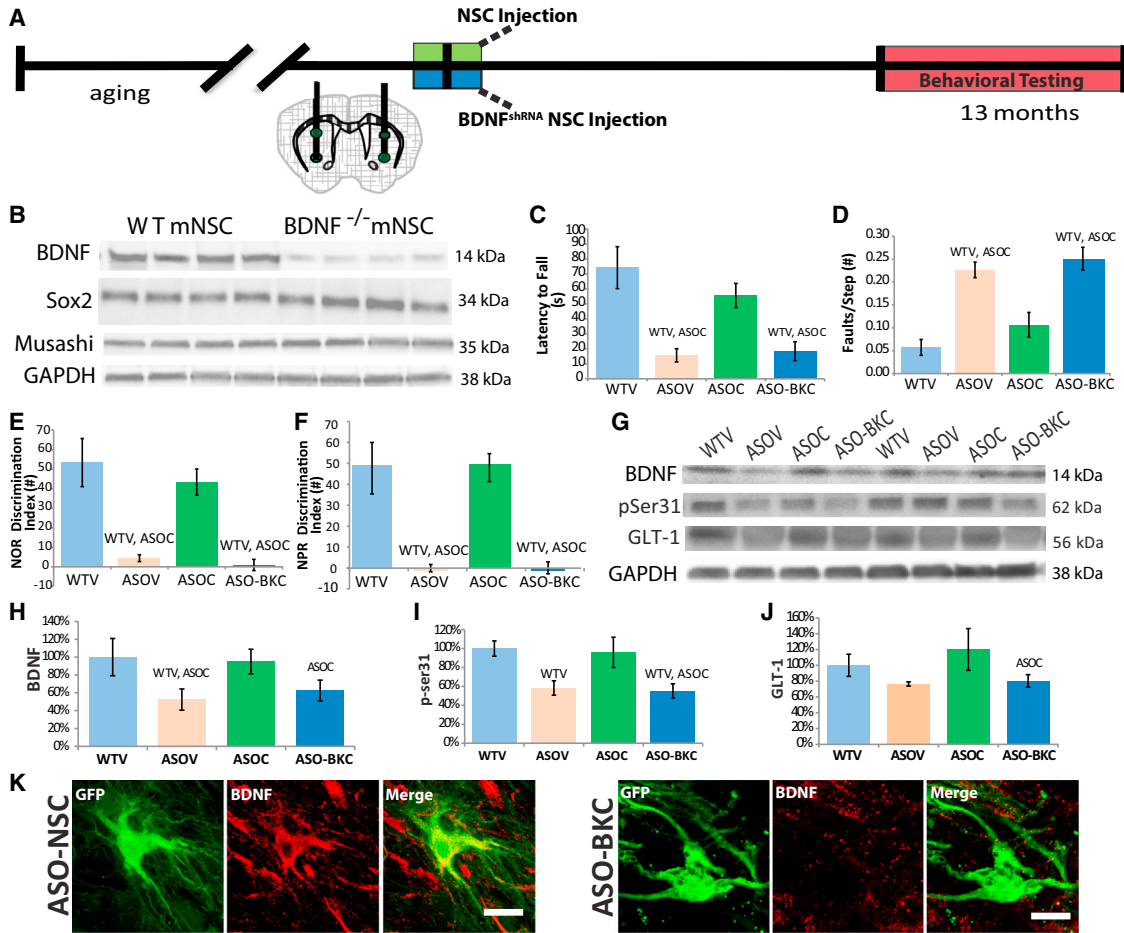 A
NSC Injection
aging
Behavioral Testing
BDNF shRNA NSC Injection
13 months
B
W T mNSC
BDNF -/- mNSC
BDNF
14 kDa
Sox2
34 kDa
Musashi
35 kDa
GAPDH
38 kDa
C
Latency to Fall
(s)
100
90
80
70
60
50
40
30
20
10
0
WTV, ASOC
WTV, ASOC
WTV
ASOV
ASOC
ASO-BKC
D
Faults/Step (#)
0.30
0.25
0.20
0.15
0.10
0.05
0.00
WTV, ASOC
WTV, ASOC
WTV
ASOV
ASOC
ASO-BKC
E
NOR Discrimination
Index (#)
70
60
50
40
30
20
10
0
-10
WTV, ASOC
WTV, ASOC
WTV
ASOV
ASOC
ASO-BKC
F
NPR Discrimination
Index (#)
70
60
50
40
30
20
10
0
-10
WTV, ASOC
WTV, ASOC
WTV
ASOV
ASOC
ASO-BKC
G
WTV ASOV ASOC ASO-BKC WTV ASOV ASOC ASO-BKC
BDNF
14 kDa
pSer31
62 kDa
GLT-1
56 kDa
GAPDH
38 kDa
H
BDNF
140%
120%
100%
80%
60%
40%
20%
0%
WTV, ASOC
ASOC
WTV
ASOV
ASOC
ASO-BKC
I
p-ser31
120%
100%
80%
60%
40%
20%
0%
WTV
WTV, ASOC
WTV
ASOV
ASOC
ASO-BKC
J
GLT-1
160%
140%
120%
100%
80%
60%
40%
20%
0%
ASOC
WTV
ASOV
ASOC
ASO-BKC
K
ASO-NSC
GFP
BDNF
Merge
ASO-BKC
GFP
BDNF
Merge